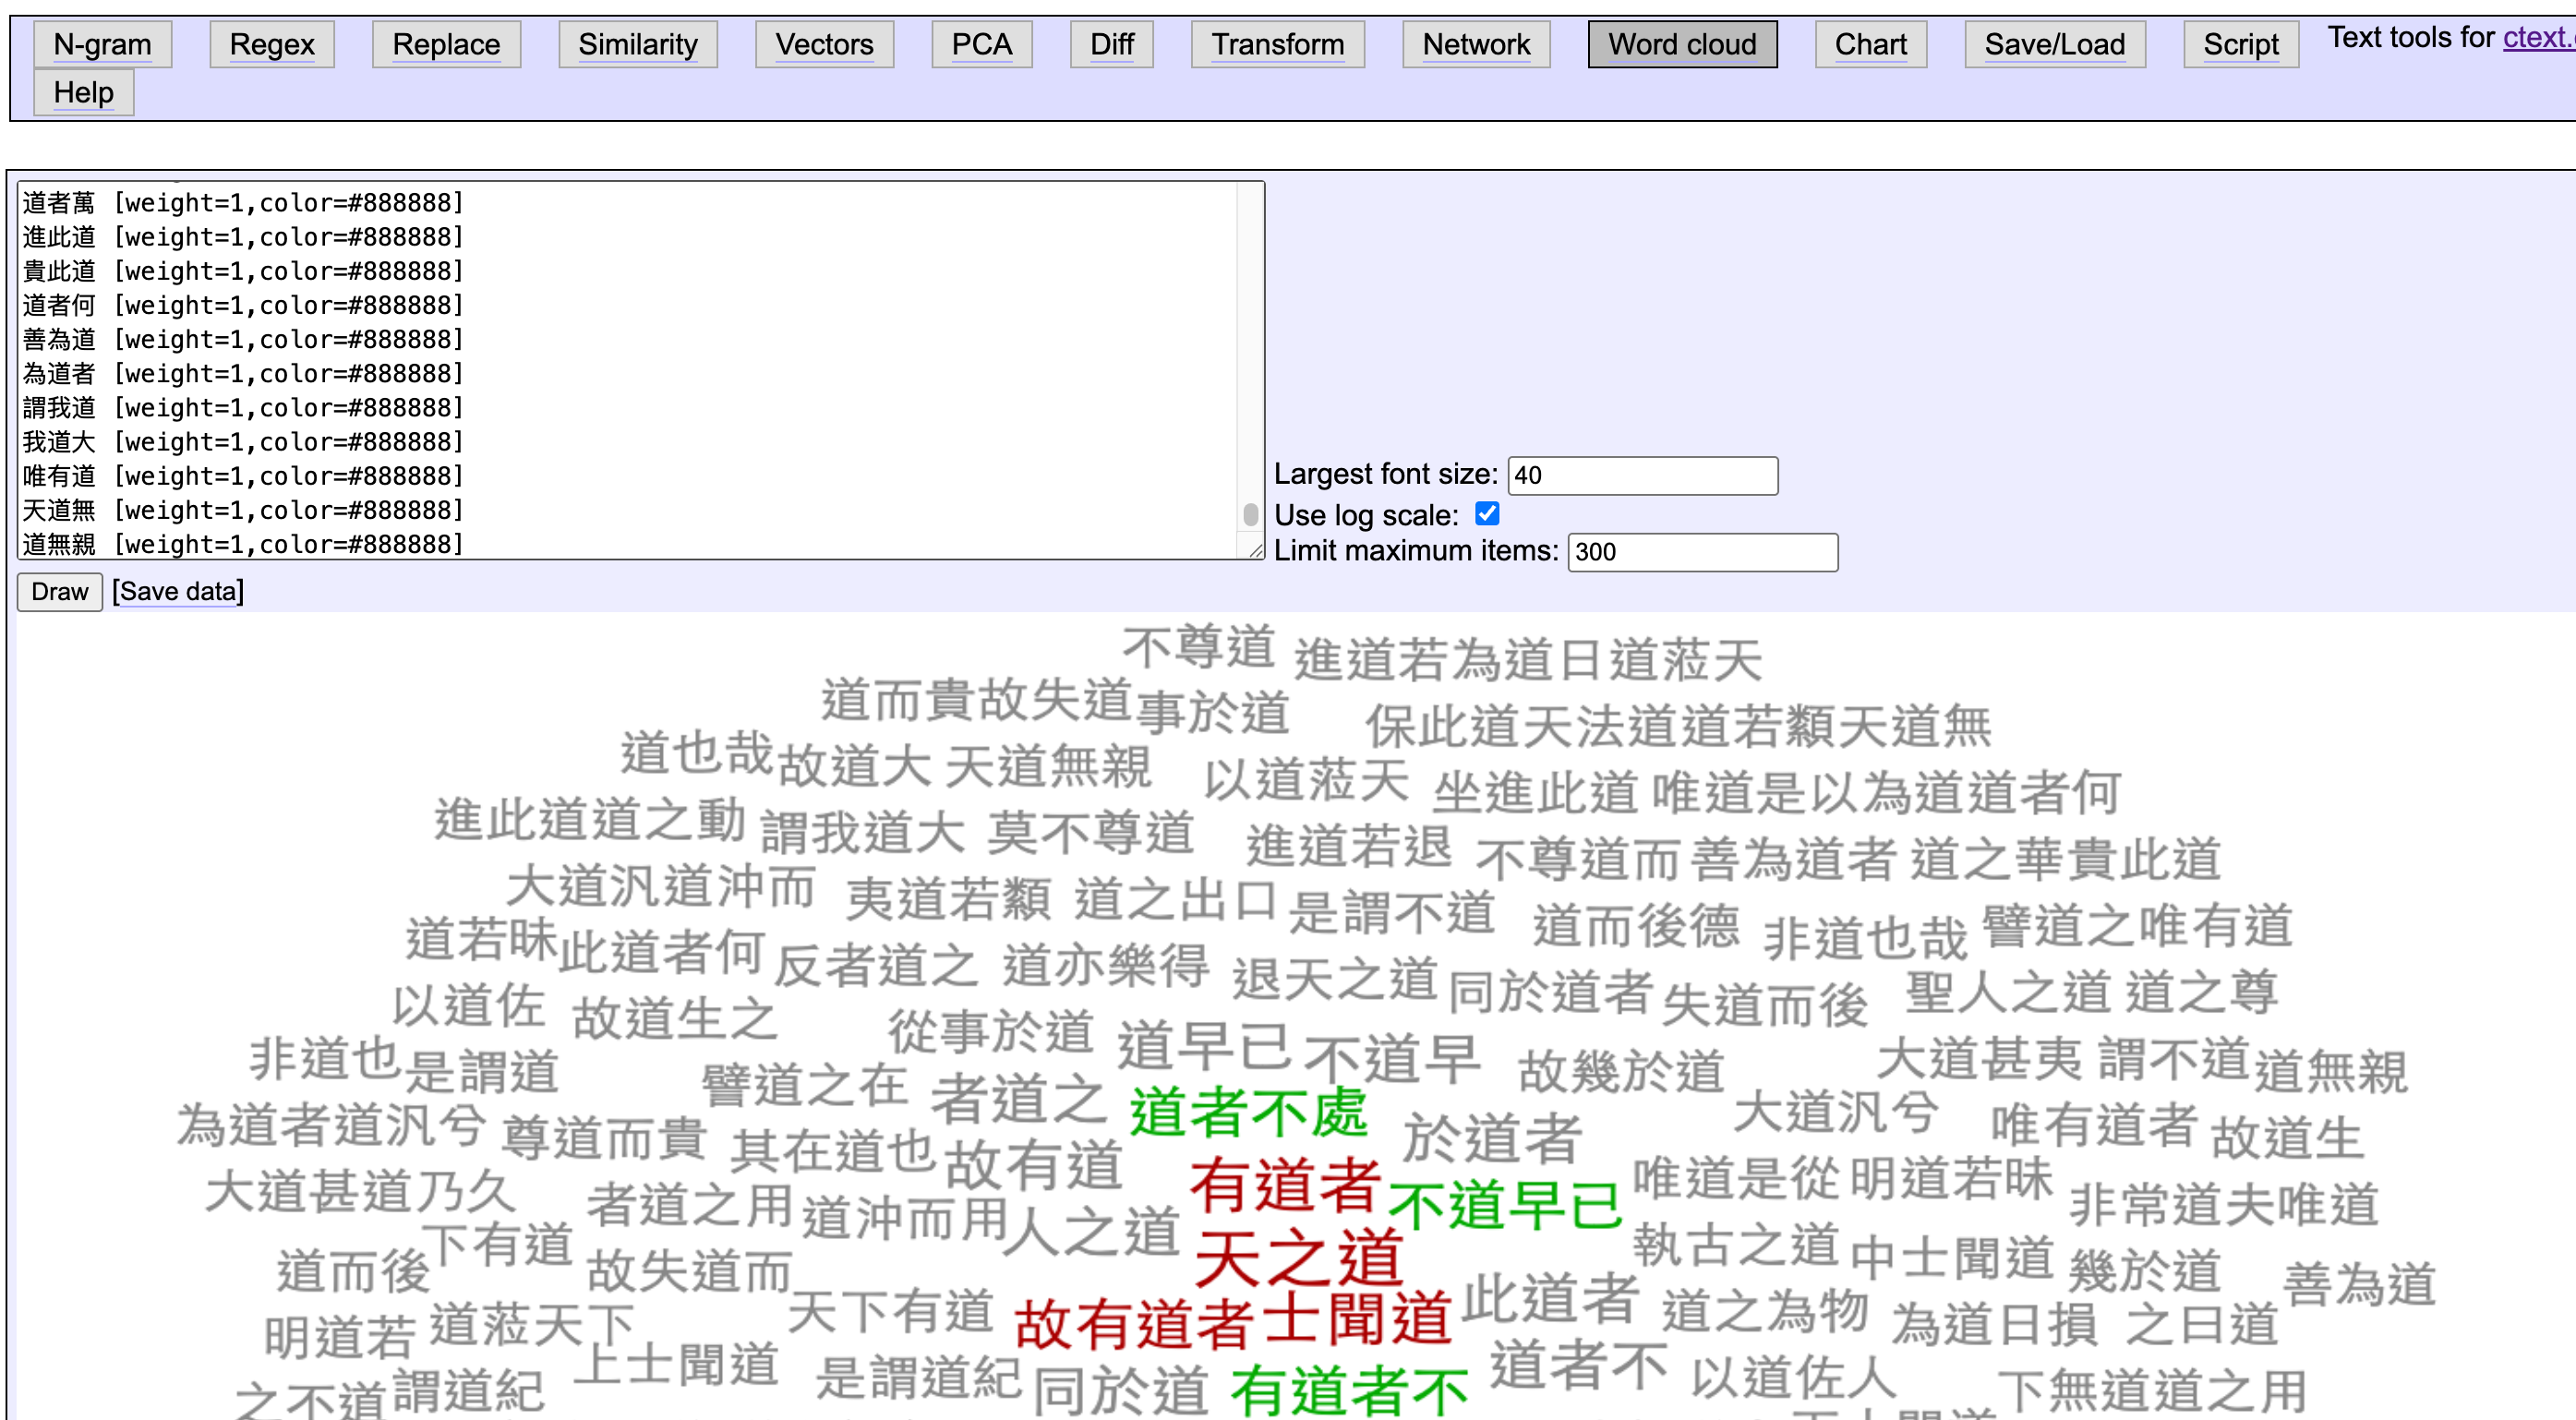 N-gram Regex Replace Similarity Vectors PCA Diff Transform Network Word cloud Chart Save/Load Script Text tools for ctext.
Help
道者萬 [weight=1,color=#888888]
進此道 [weight=1,color=#888888]
貴此道 [weight=1,color=#888888]
道者何 [weight=1,color=#888888]
善為道 [weight=1,color=#888888]
為道者 [weight=1,color=#888888]
謂我道 [weight=1,color=#888888]
我道大 [weight=1,color=#888888]
唯有道 [weight=1,color=#888888]
天道無 [weight=1,color=#888888]
道無親 [weight=1,color=#888888]
Largest font size: 40
Use log scale:
Limit maximum items: 300
Draw [Save data]
不尊道 進道若為道日道蒞天
道而貴故失道事於道 保此道天法道道若纇天道無
道也哉故道大 天道無親 以道蒞天 坐進此道 唯道是以為道道者何
進此道道之動 謂我道大 莫不尊道 進道若退 不尊道而 善為道者 道之華貴此道
大道汎道沖而 夷道若纇 道之出口 是謂不道 道而後德 非道也哉 譬道之唯有道
道若昧此道者何 反者道之 道亦樂得 退天之道 同於道者 失道而後 聖人之道 道之尊
以道佐 故道生之 從事於道 道早已 不道早 故幾於道 大道甚夷 謂不道 道無親
非道也 是謂道 譬道之在 者道之 道者不處 於道者 大道汎兮 唯有道者 故道生
為道者道汎兮 尊道而貴 其在道也 故有道 有道者 不道早已 唯道是從 明道若昧 非常道夫唯道
大道甚道乃久 者道之用 道沖而用 人之道 天之道 執古之道 中士聞道 幾於道 善為道
道而後 下有道 故失道而 天下有道 故有道者 士聞道 此道者 道之為物 為道日損 之曰道
明道若 道蒞天下 上士聞道 是謂道紀 同於道 有道者不 道者不 以道佐人 下無道道之用
之不道 謂道紀